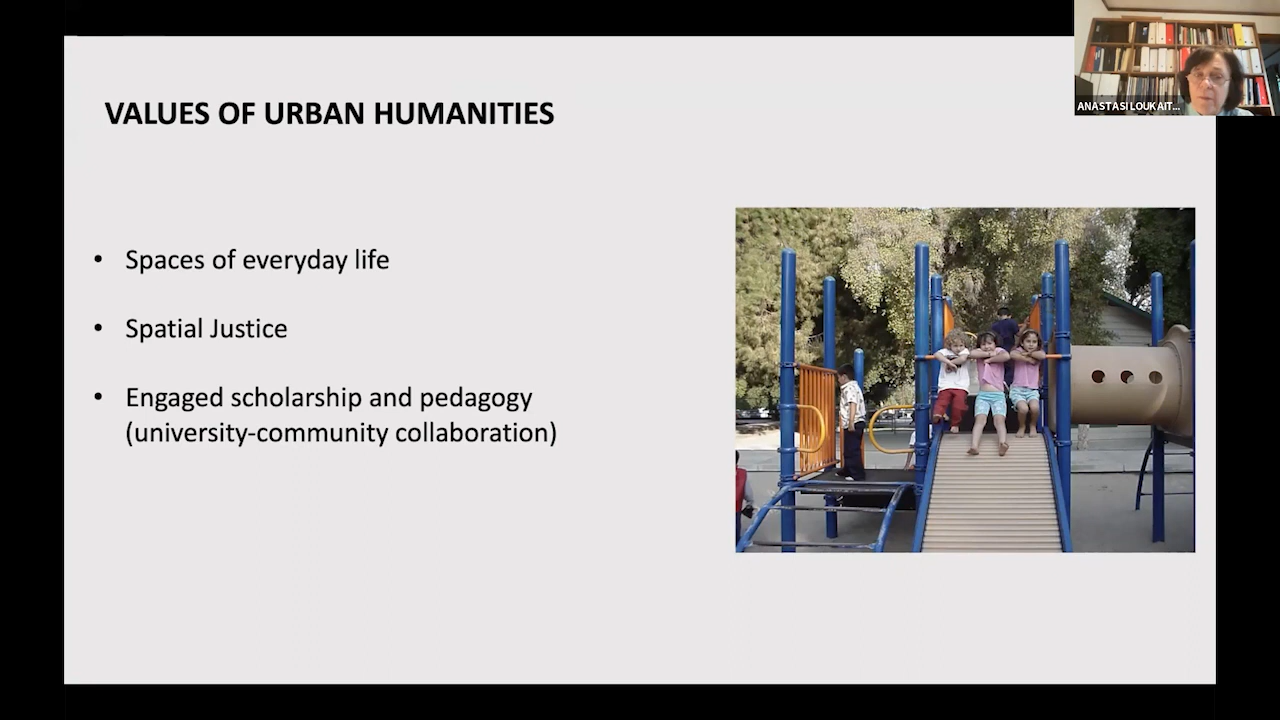 VALUES OF URBAN HUMANITIES
ANASTASI LOUKAIT...
• Spaces of everyday life
• Spatial Justice
• Engaged scholarship and pedagogy
(university-community collaboration)